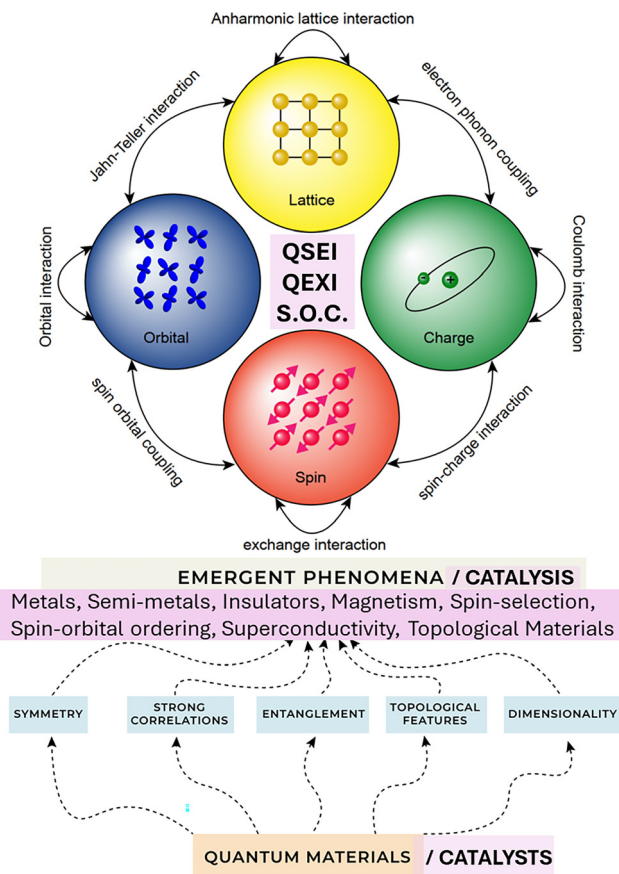 Anharmonic lattice interaction
Jahn-Teller interaction
electron phonon coupling
Lattice
Orbital interaction
QSEI
QEXI
S.O.C.
Coulomb interaction
Orbital
-
+
Charge
spin orbital coupling
spin-charge interaction
Spin
exchange interaction
EMERGENT PHENOMENA / CATALYSIS
Metals, Semi-metals, Insulators, Magnetism, Spin-selection,
Spin-orbital ordering, Superconductivity, Topological Materials
SYMMETRY
STRONG
CORRELATIONS
ENTANGLEMENT
TOPOLOGICAL
FEATURES
DIMENSIONALITY
QUANTUM MATERIALS / CATALYSTS